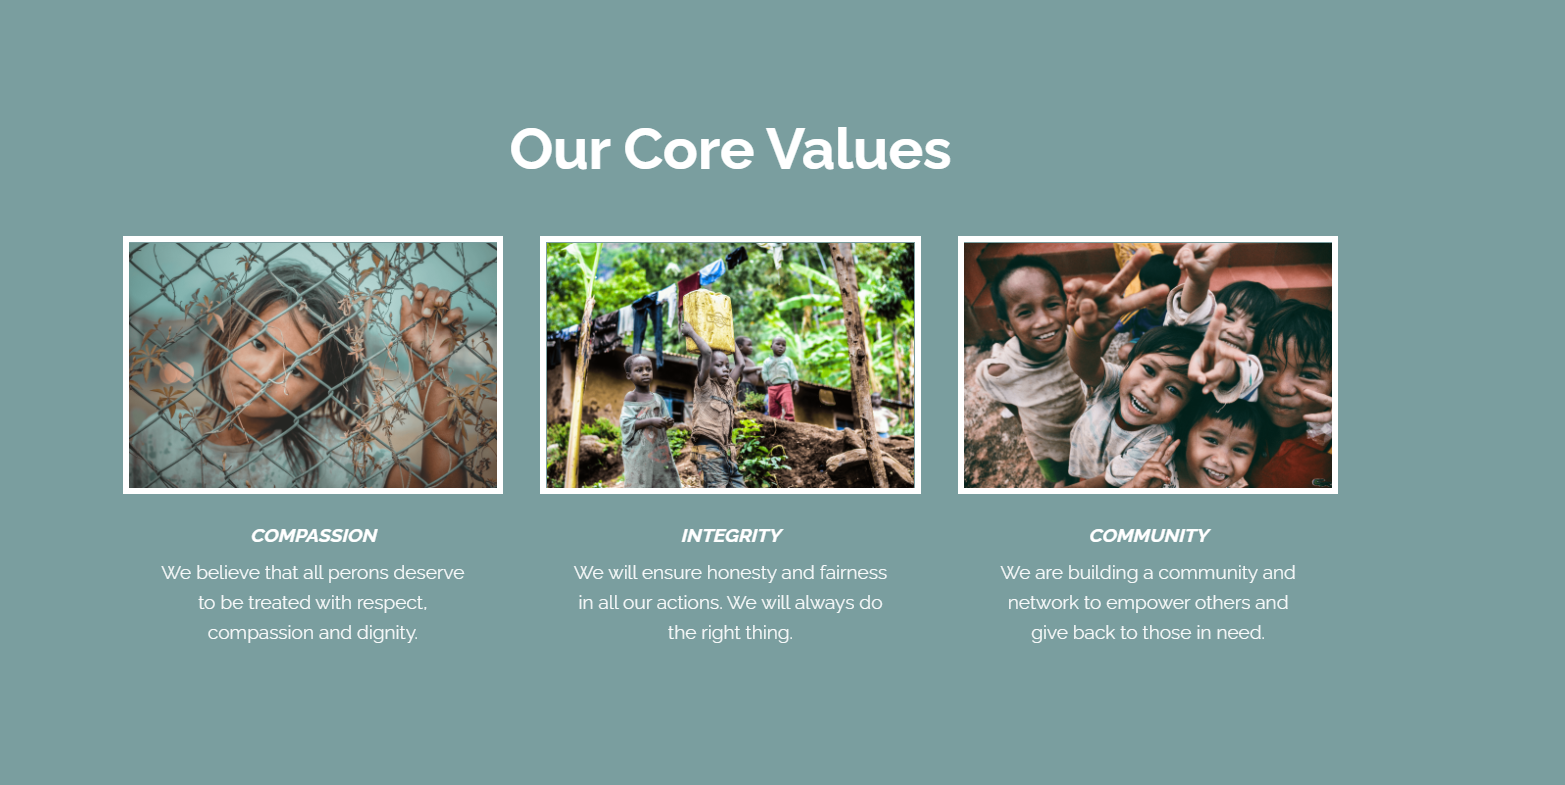 Our Core Values
COMPASSION
We believe that all perons deserve
to be treated with respect,
compassion and dignity.
INTEGRITY
We will ensure honesty and fairness
in all our actions. We will always do
the right thing.
COMMUNITY
We are building a community and
network to empower others and
give back to those in need.